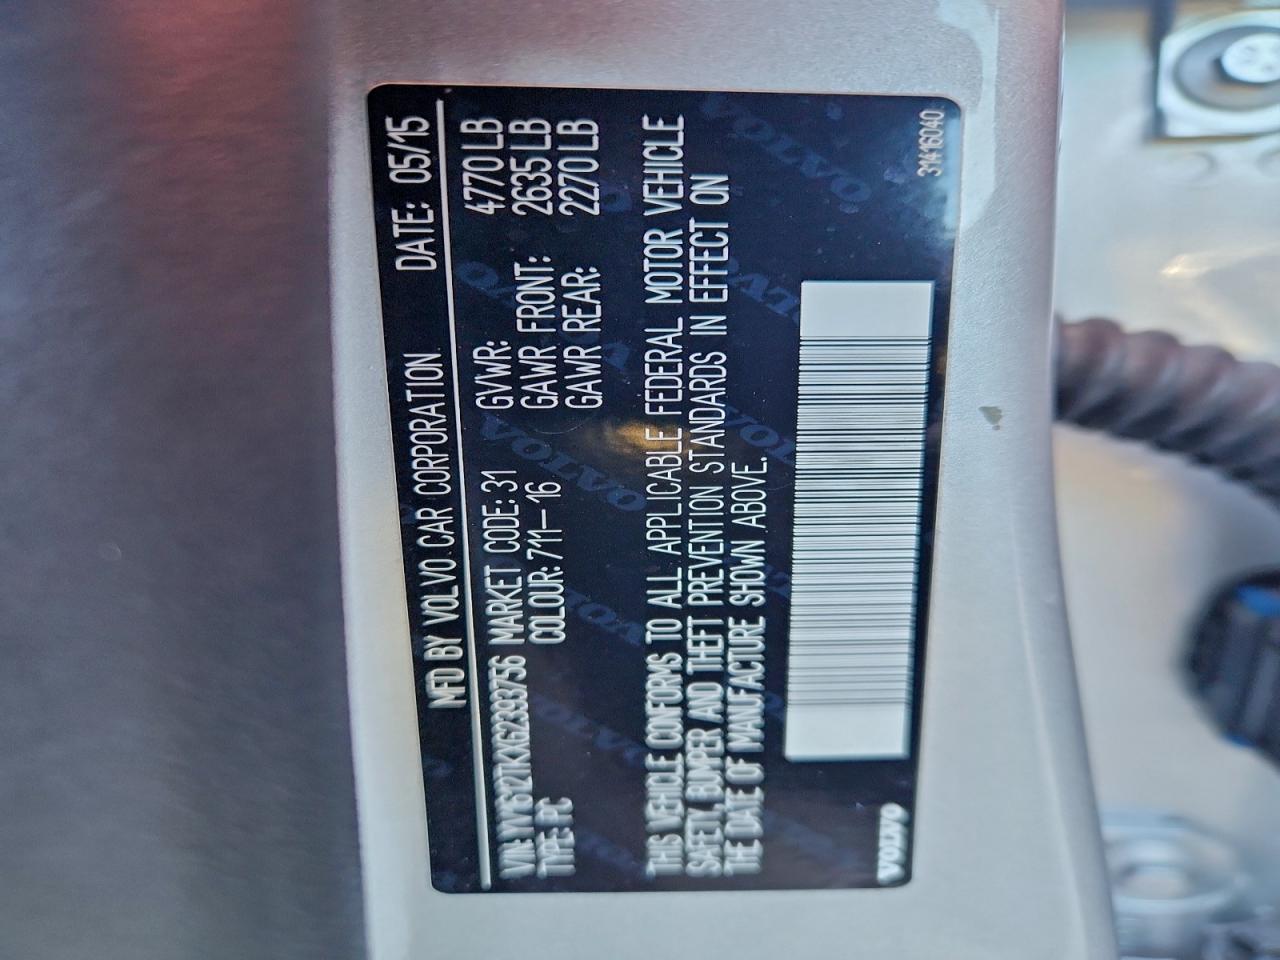 MFD BY VOLVO CAR CORPORATION DATE: 05/15
VIN: YV1612TKXG2393756 MARKET CODE: 31 GVWR: 4770 LB
TYPE: PC COLOUR: 711-16 GAWR FRONT: 2635 LB
GAWR REAR: 2270 LB
THIS VEHICLE CONFORMS TO ALL APPLICABLE FEDERAL MOTOR VEHICLE
SAFETY, BUMPER AND THEFT PREVENTION STANDARDS IN EFFECT ON
THE DATE OF MANUFACTURE SHOWN ABOVE.
VOLVO 31416040